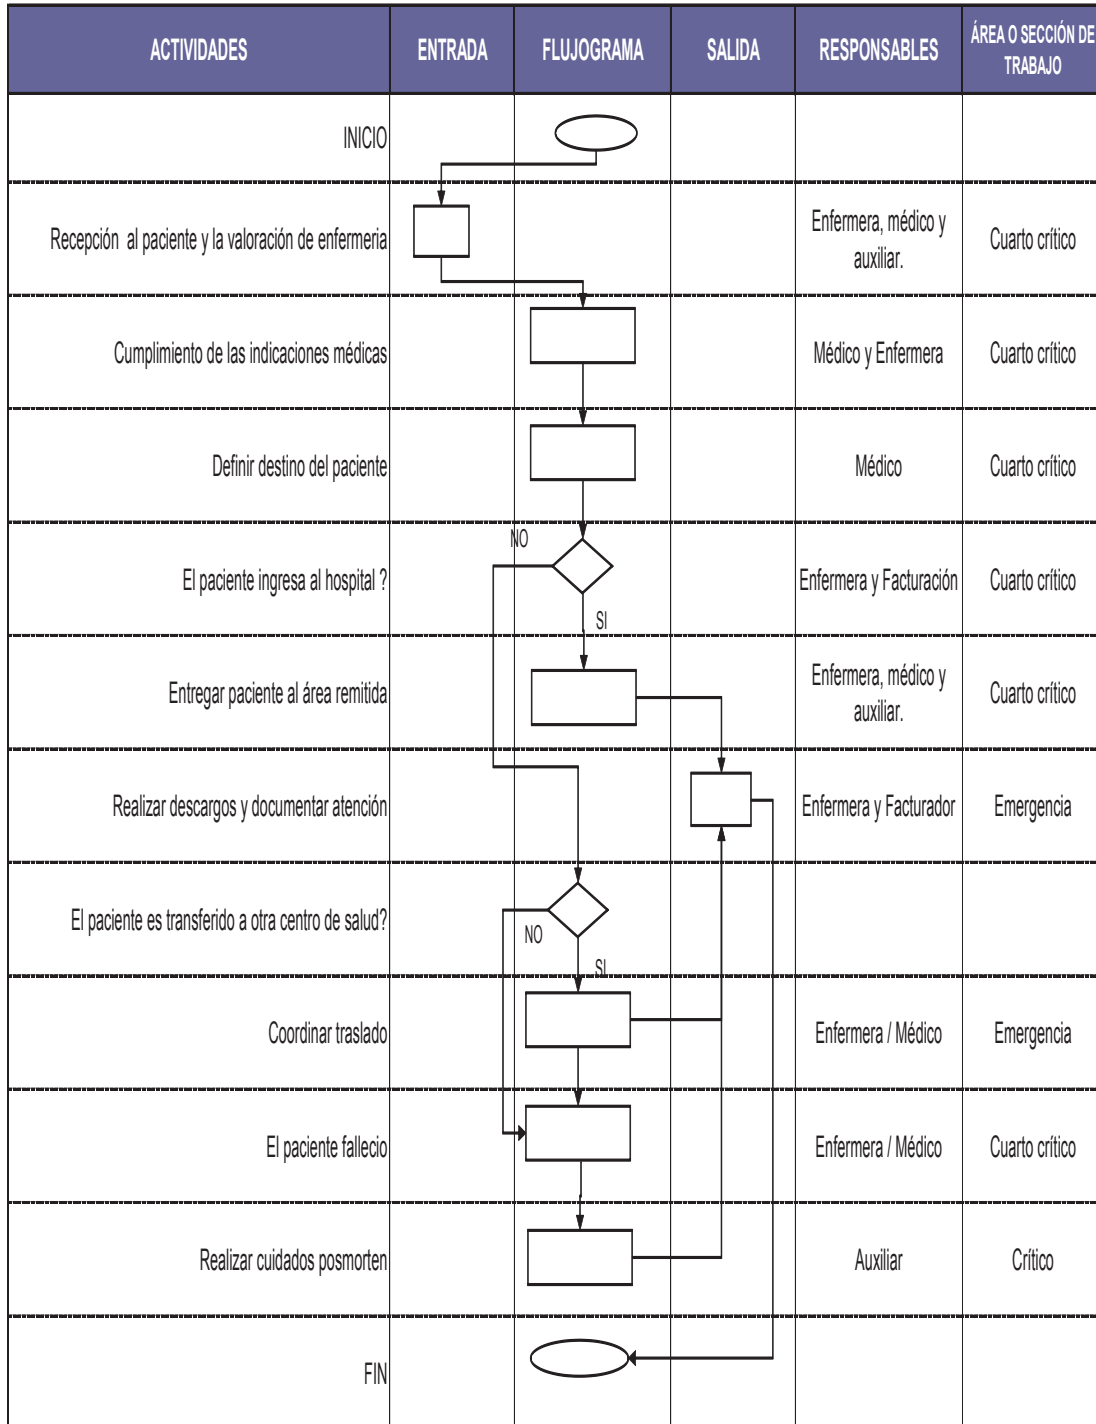 ACTIVIDADES ENTRADA FLUJOGRAMA SALIDA RESPONSABLES ÁREA O SECCIÓN DE
TRABAJO
INICIO
Recepción al paciente y la valoración de enfermeria Enfermera, médico y
auxiliar. Cuarto crítico
Cumplimiento de las indicaciones médicas Médico y Enfermera Cuarto crítico
Definir destino del paciente Médico Cuarto crítico
NO
El paciente ingresa al hospital ? Enfermera y Facturación Cuarto crítico
SI
Entregar paciente al área remitida Enfermera, médico y
auxiliar. Cuarto crítico
Realizar descargos y documentar atención Enfermera y Facturador Emergencia
El paciente es transferido a otra centro de salud?
NO
SI
Coordinar traslado Enfermera / Médico Emergencia
El paciente fallecio Enfermera / Médico Cuarto crítico
Realizar cuidados posmorten Auxiliar Crítico
FIN